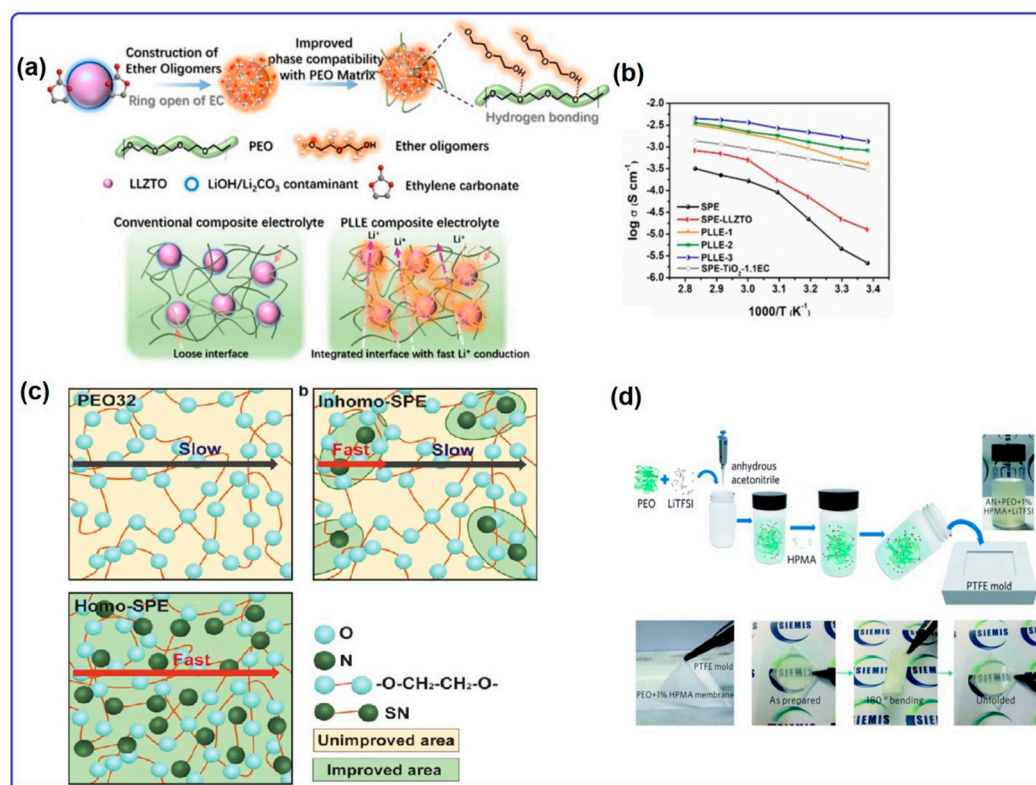 (a)
Construction of
Ether Oligomers
Ring open of EC
Improved
phase compatibility
with PEO Matrix
OH
OH
Hydrogen bonding
PEO
OH
Ether oligomers
LLZTO
LiOH/Li₂CO₃ contaminant
Ethylene carbonate
Conventional composite electrolyte
Loose interface
PLLE composite electrolyte
Li⁺
Li⁺
Li⁺
Integrated interface with fast Li⁺ conduction
(b)
log σ (S cm⁻¹)
-2.0
-2.5
-3.0
-3.5
-4.0
-4.5
-5.0
-5.5
-6.0
SPE
SPE-LLZTO
PLLE-1
PLLE-2
PLLE-3
SPE-TiO₂-1.1EC
2.8 2.9 3.0 3.1 3.2 3.3 3.4
1000/T (K⁻¹)
(c)
PEO32
Slow
b
Inhomo-SPE
Fast
Slow
Homo-SPE
Fast
O
N
-O-CH₂-CH₂-O-
SN
Unimproved area
Improved area
(d)
PEO
LiTFSI
anhydrous
acetonitrile
HPMA
AN+PEO+1%
HPMA+LiTFSI
PTFE mold
PTFE mold
PEO+1% HPMA membrane
SIEMIS
As prepared
SIEMIS
180 ° bending
SIEMIS
Unfolded